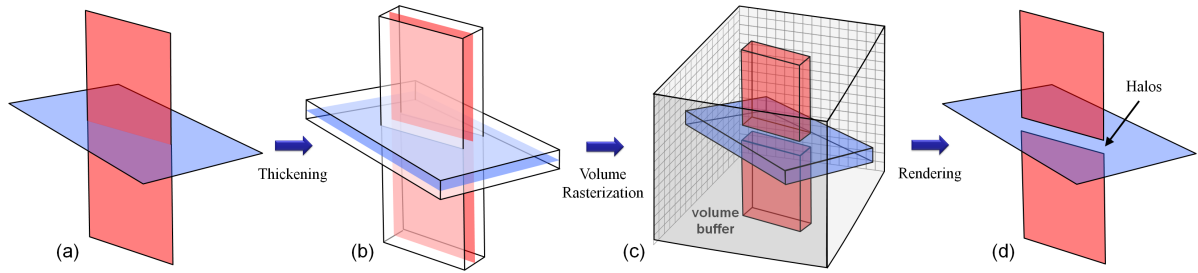 (a)
Thickening
(b)
Volume
Rasterization
volume
buffer
(c)
Rendering
Halos
(d)